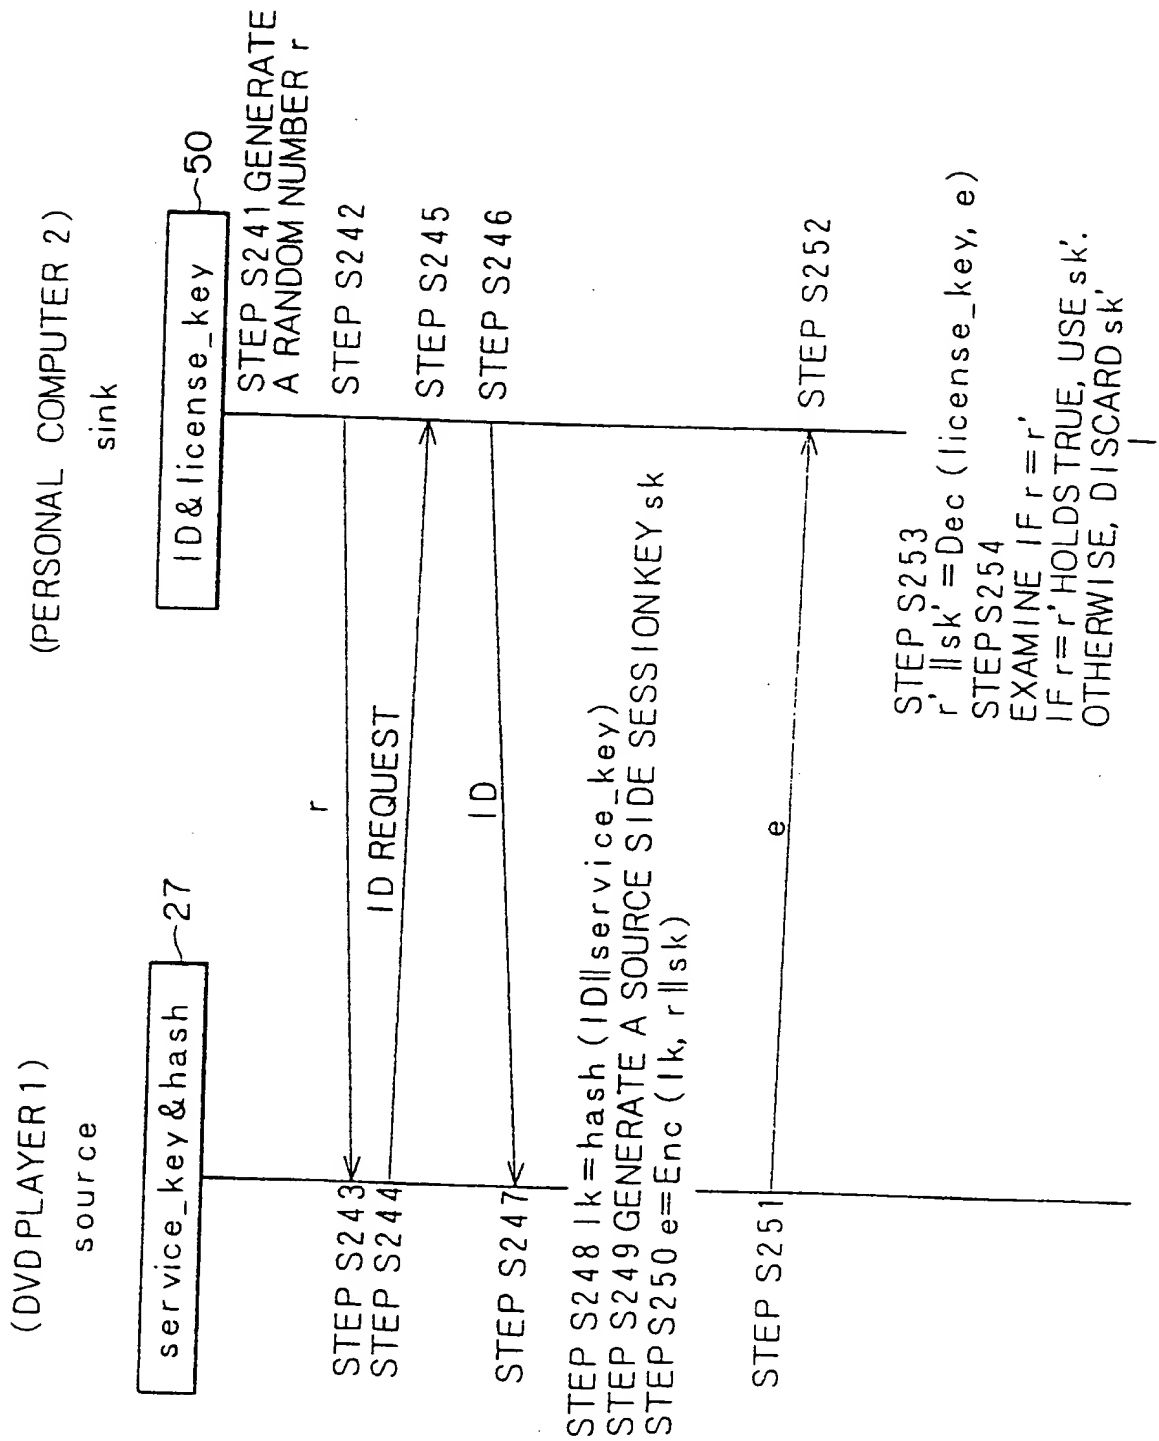 (DVD PLAYER 1)
source
service_key & hash
27
(PERSONAL COMPUTER 2)
sink
ID & license_key
50
STEP S241 GENERATE
A RANDOM NUMBER r
STEP S242
r
STEP S243
STEP S244
ID REQUEST
STEP S245
STEP S246
ID
STEP S247
STEP S248 lk=hash (ID||service_key)
STEP S249 GENERATE A SOURCE SIDE SESSION KEY sk
STEP S250 e=Enc (lk, r||sk)
STEP S251
e
STEP S252
STEP S253
r'||sk'=Dec (license_key, e)
STEP S254
EXAMINE IF r=r'
IF r=r' HOLDS TRUE, USE sk'.
OTHERWISE, DISCARD sk'